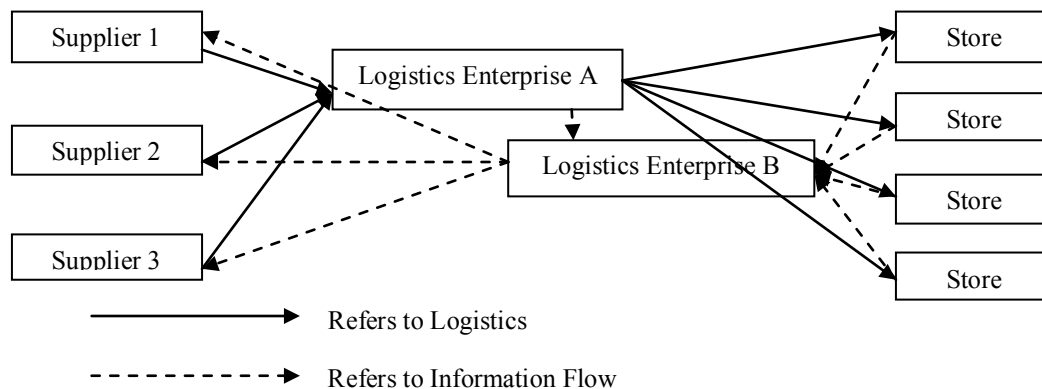 Supplier 1
Logistics Enterprise A
Store
Supplier 2
Store
Logistics Enterprise B
Store
Supplier 3
Store
Refers to Logistics
Refers to Information Flow